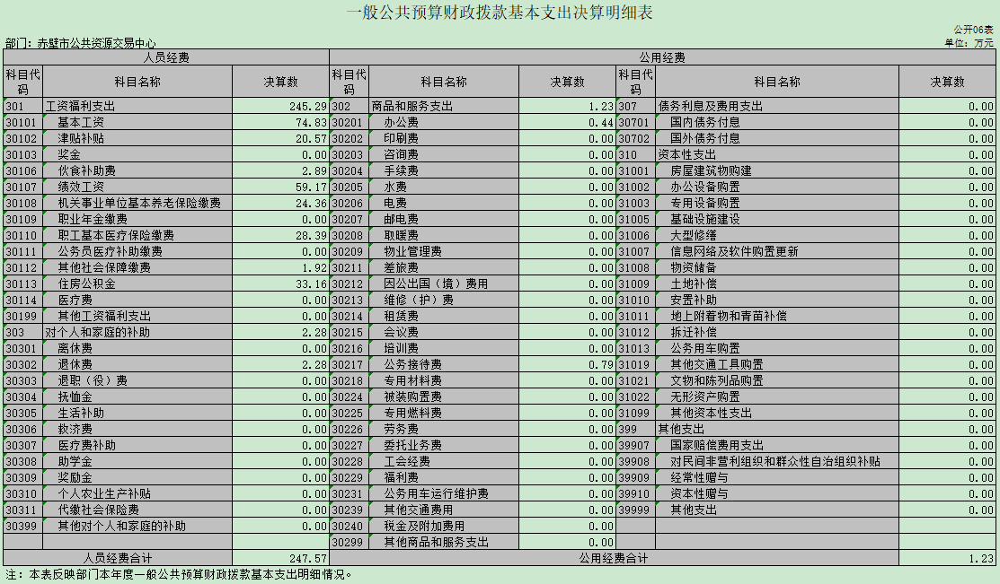 一般公共预算财政拨款基本支出决算明细表
公开06表
部门：赤壁市公共资源交易中心 单位：万元
人员经费 公用经费
科目代码 科目名称 决算数 科目代码 科目名称 决算数 科目代码 科目名称 决算数
301 工资福利支出 245.29 302 商品和服务支出 1.23 307 债务利息及费用支出 0.00
30101 基本工资 74.83 30201 办公费 0.44 30701 国内债务付息 0.00
30102 津贴补贴 20.57 30202 印刷费 0.00 30702 国外债务付息 0.00
30103 奖金 0.00 30203 咨询费 0.00 310 资本性支出 0.00
30106 伙食补助费 2.89 30204 手续费 0.00 31001 房屋建筑物购建 0.00
30107 绩效工资 59.17 30205 水费 0.00 31002 办公设备购置 0.00
30108 机关事业单位基本养老保险缴费 24.36 30206 电费 0.00 31003 专用设备购置 0.00
30109 职业年金缴费 0.00 30207 邮电费 0.00 31005 基础设施建设 0.00
30110 职工基本医疗保险缴费 28.39 30208 取暖费 0.00 31006 大型修缮 0.00
30111 公务员医疗补助缴费 0.00 30209 物业管理费 0.00 31007 信息网络及软件购置更新 0.00
30112 其他社会保障缴费 1.92 30211 差旅费 0.00 31008 物资储备 0.00
30113 住房公积金 33.16 30212 因公出国（境）费用 0.00 31009 土地补偿 0.00
30114 医疗费 0.00 30213 维修（护）费 0.00 31010 安置补助 0.00
30199 其他工资福利支出 0.00 30214 租赁费 0.00 31011 地上附着物和青苗补偿 0.00
303 对个人和家庭的补助 2.28 30215 会议费 0.00 31012 拆迁补偿 0.00
30301 离休费 0.00 30216 培训费 0.00 31013 公务用车购置 0.00
30302 退休费 2.28 30217 公务接待费 0.79 31019 其他交通工具购置 0.00
30303 退职（役）费 0.00 30218 专用材料费 0.00 31021 文物和陈列品购置 0.00
30304 抚恤金 0.00 30224 被装购置费 0.00 31022 无形资产购置 0.00
30305 生活补助 0.00 30225 专用燃料费 0.00 31099 其他资本性支出 0.00
30306 救济费 0.00 30226 劳务费 0.00 399 其他支出 0.00
30307 医疗费补助 0.00 30227 委托业务费 0.00 39907 国家赔偿费用支出 0.00
30308 助学金 0.00 30228 工会经费 0.00 39908 对民间非营利组织和群众性自治组织补贴 0.00
30309 奖励金 0.00 30229 福利费 0.00 39909 经常性赠与 0.00
30310 个人农业生产补贴 0.00 30231 公务用车运行维护费 0.00 39910 资本性赠与 0.00
30311 代缴社会保险费 0.00 30239 其他交通费用 0.00 39999 其他支出 0.00
30399 其他对个人和家庭的补助 0.00 30240 税金及附加费用 0.00
30299 其他商品和服务支出 0.00
人员经费合计 247.57 公用经费合计 1.23
注：本表反映部门本年度一般公共预算财政拨款基本支出明细情况。